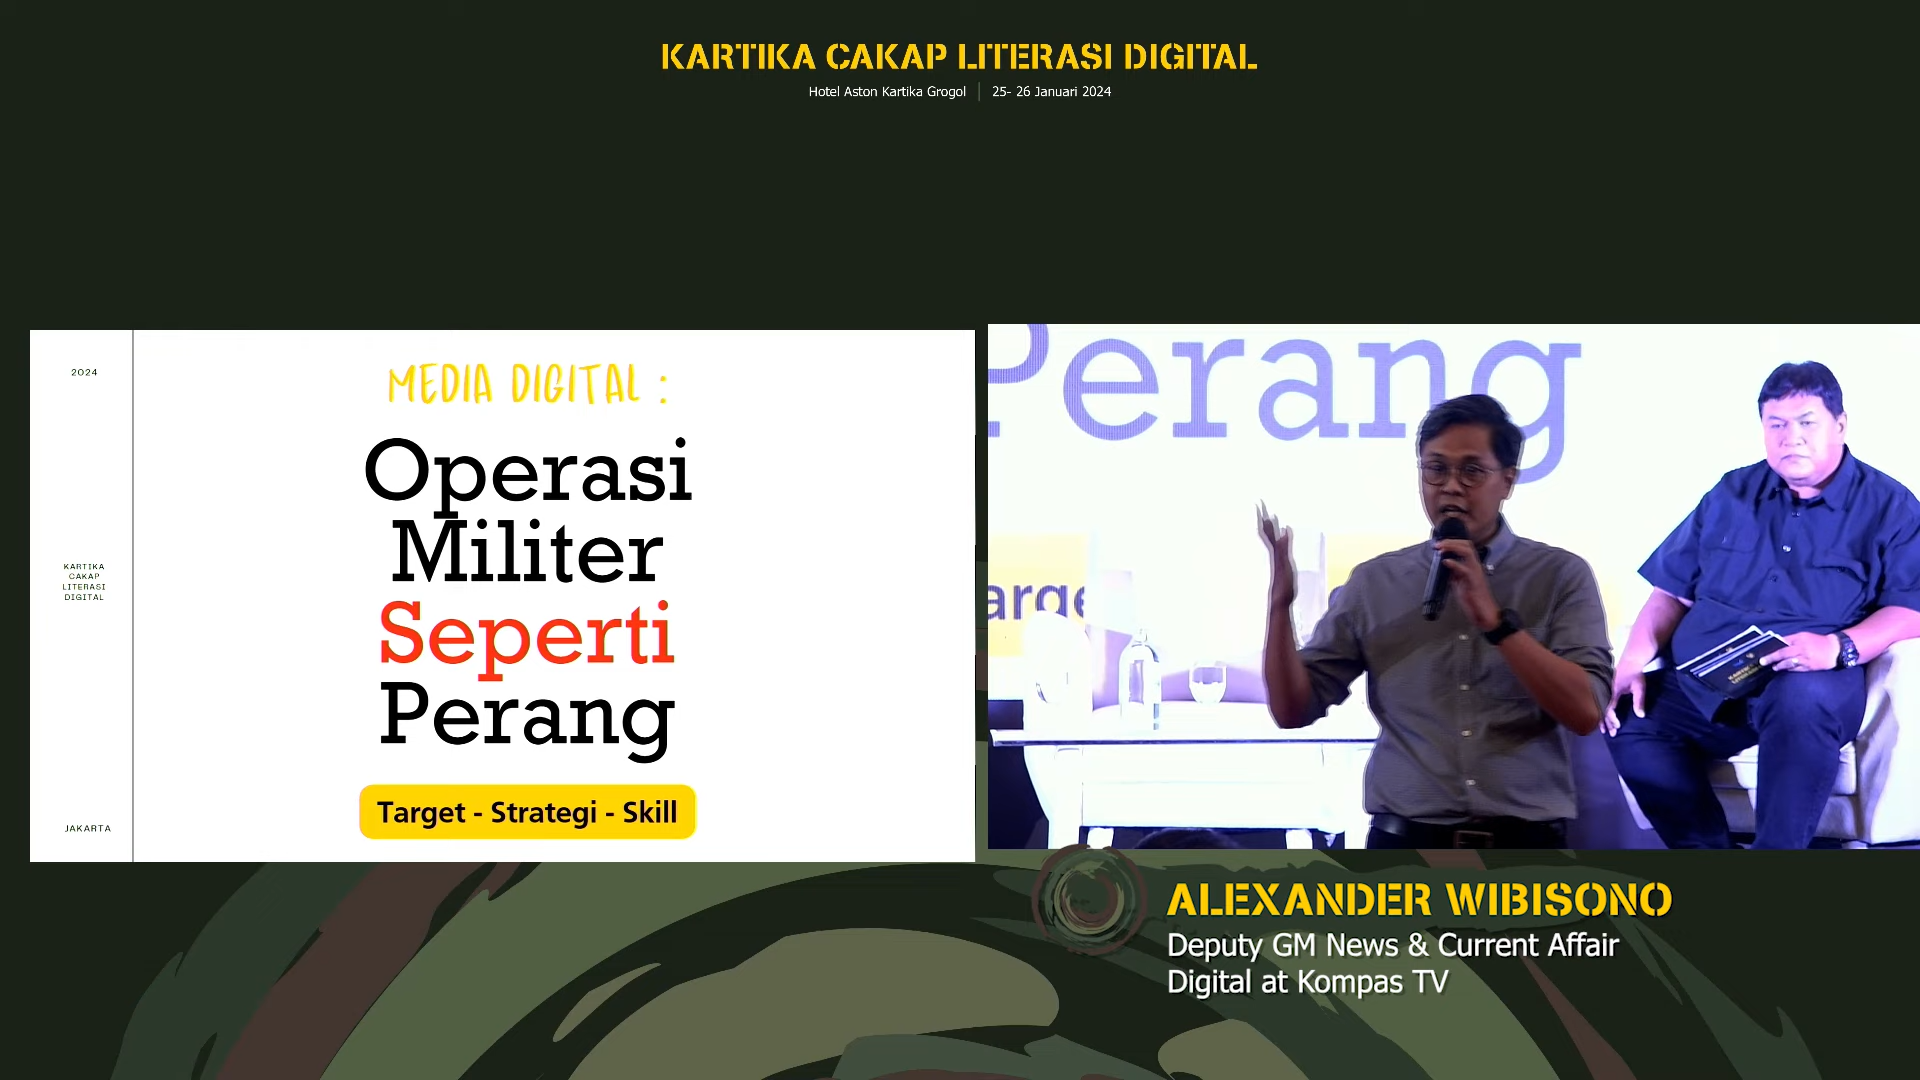 KARTIKA CAKAP LITERASI DIGITAL
Hotel Aston Kartika Grogol | 25- 26 Januari 2024
2024
KARTIKA
CAKAP
LITERASI
DIGITAL
JAKARTA
MEDIA DIGITAL :
Operasi
Militer
Seperti
Perang
Target - Strategi - Skill
Perang
arge
ALEXANDER WIBISONO
Deputy GM News & Current Affair
Digital at Kompas TV